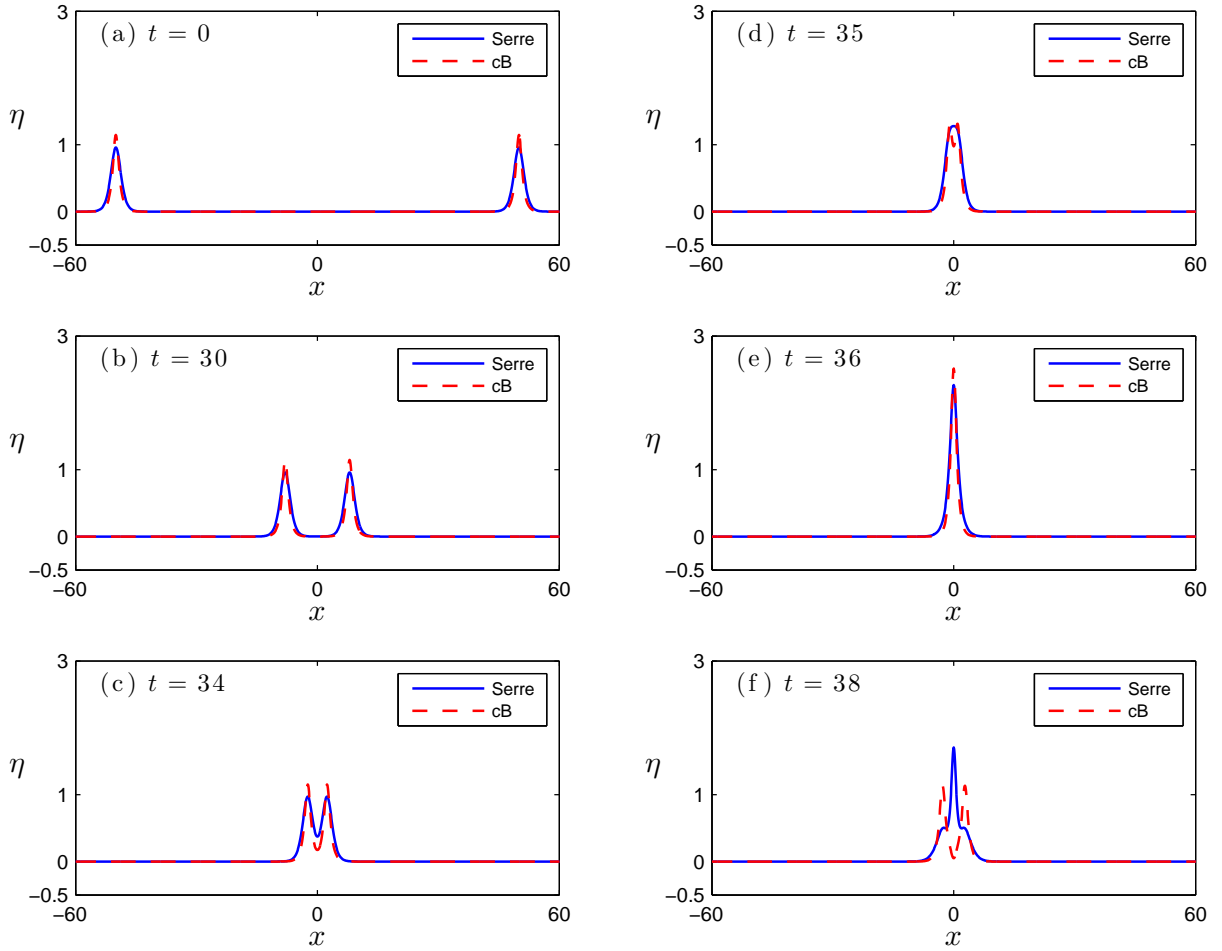 (a) t = 0
Serre
cB
3
1
0
−0.5
η
−60
0
60
x
(d) t = 35
Serre
cB
3
1
0
−0.5
η
−60
0
60
x
(b) t = 30
Serre
cB
3
1
0
−0.5
η
−60
0
60
x
(e) t = 36
Serre
cB
3
1
0
−0.5
η
−60
0
60
x
(c) t = 34
Serre
cB
3
1
0
−0.5
η
−60
0
60
x
(f) t = 38
Serre
cB
3
1
0
−0.5
η
−60
0
60
x